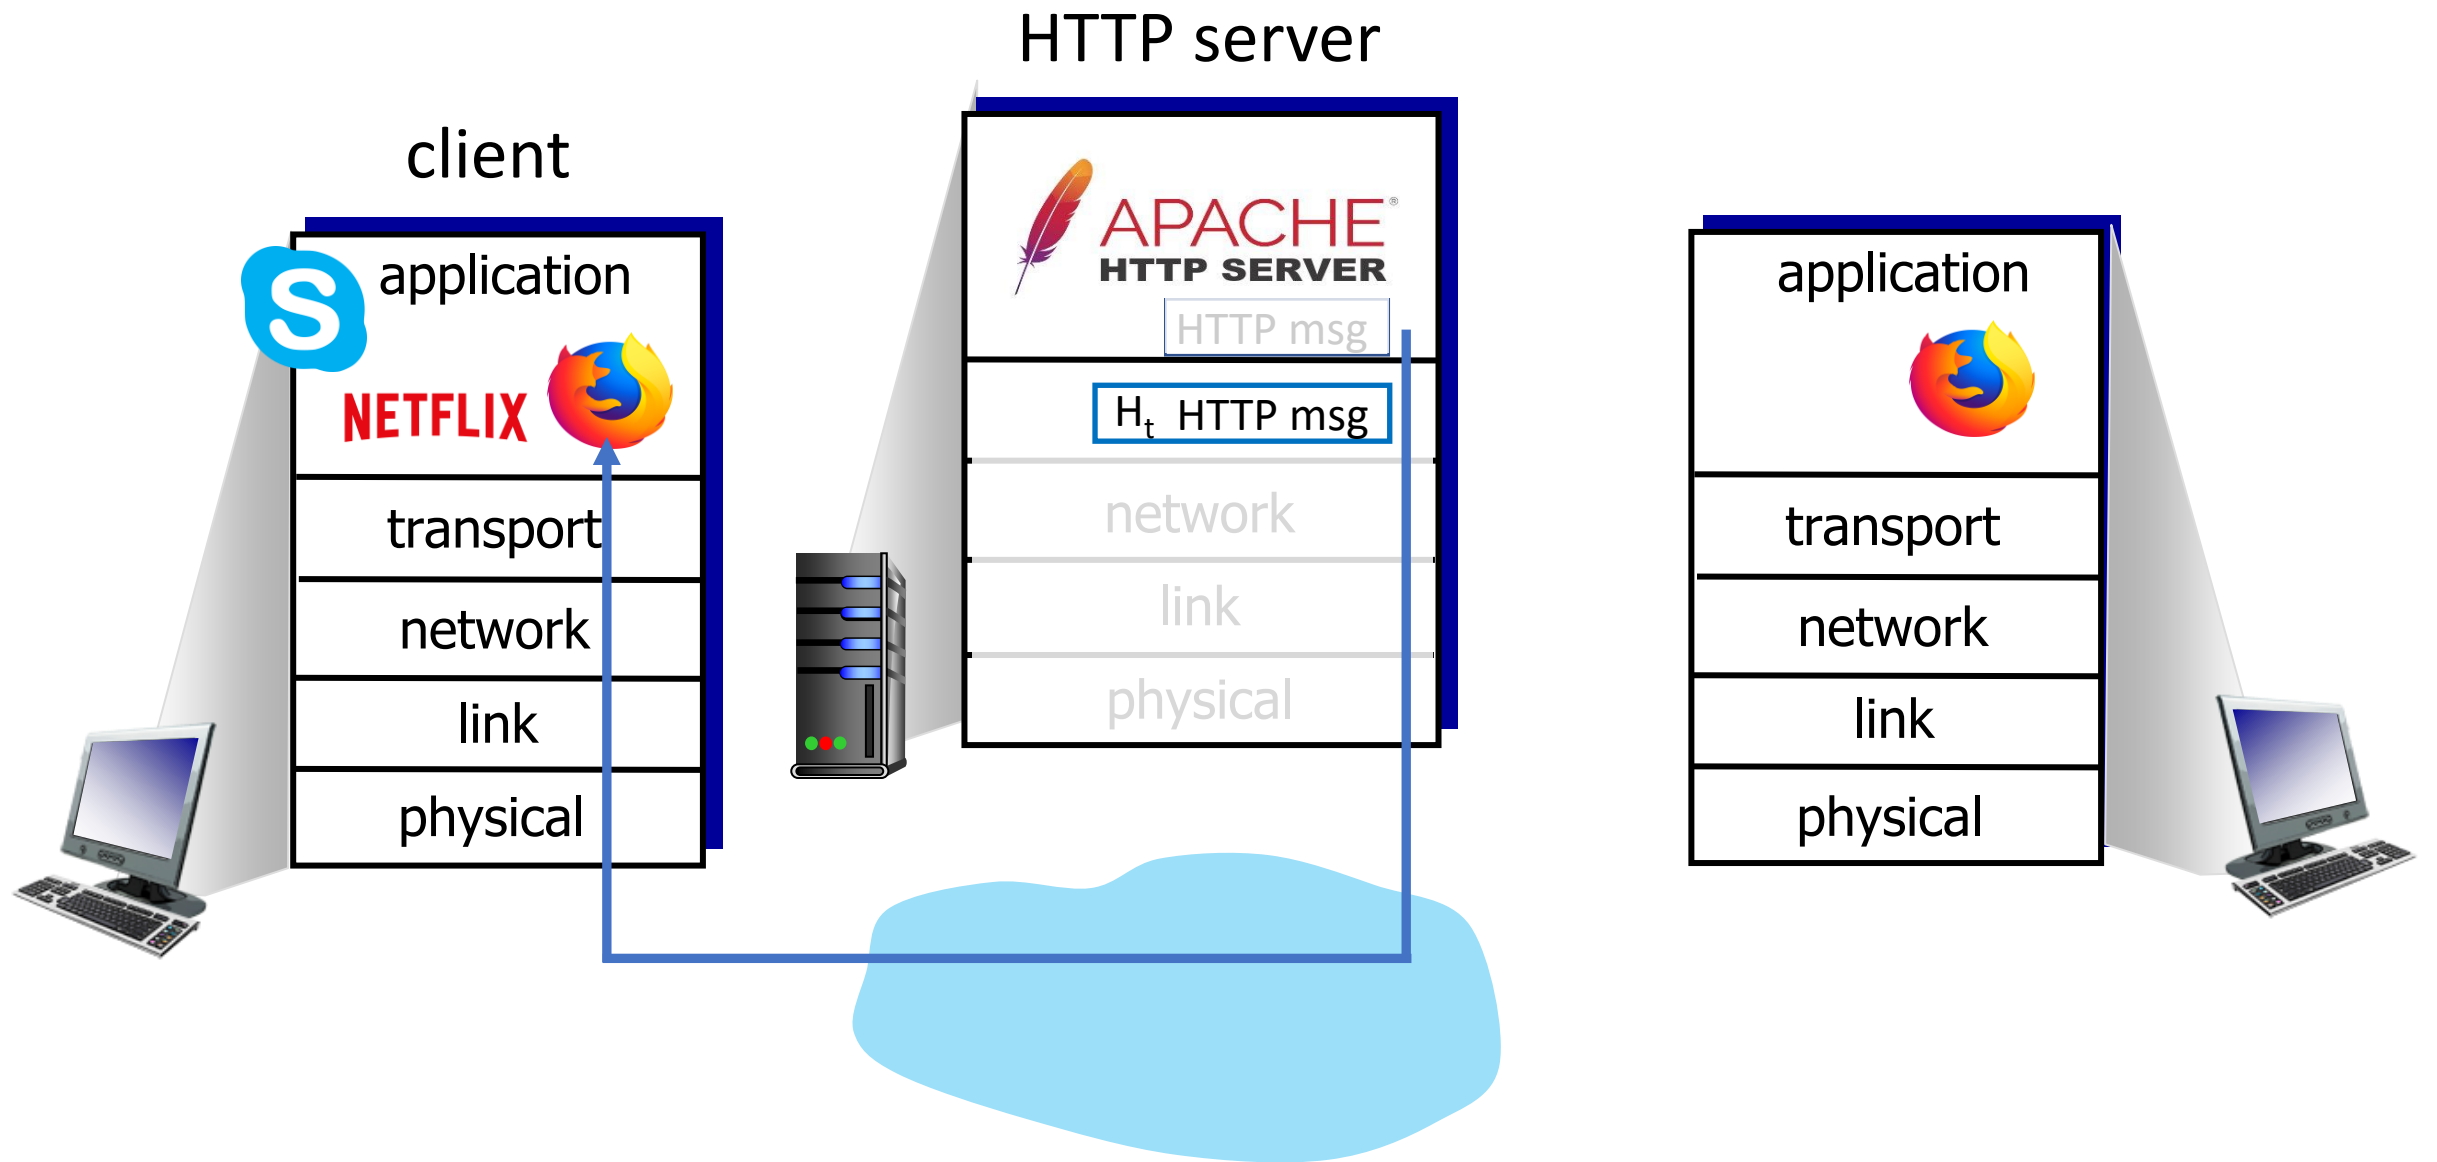 HTTP server
client
application
NETFLIX
transport
network
link
physical
APACHE®
HTTP SERVER
HTTP msg
Ht HTTP msg
network
link
physical
application
transport
network
link
physical